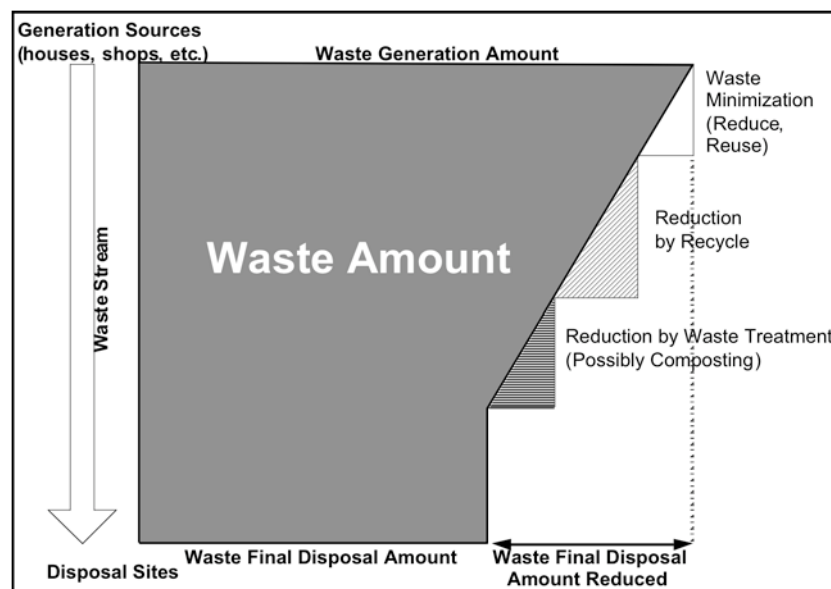 Generation Sources
(houses, shops, etc.)
Waste Generation Amount
Waste
Minimization
(Reduce,
Reuse)
Waste Stream
Waste Amount
Reduction
by Recycle
Reduction by Waste Treatment
(Possibly Composting)
Waste Final Disposal Amount
Waste Final Disposal
Amount Reduced
Disposal Sites